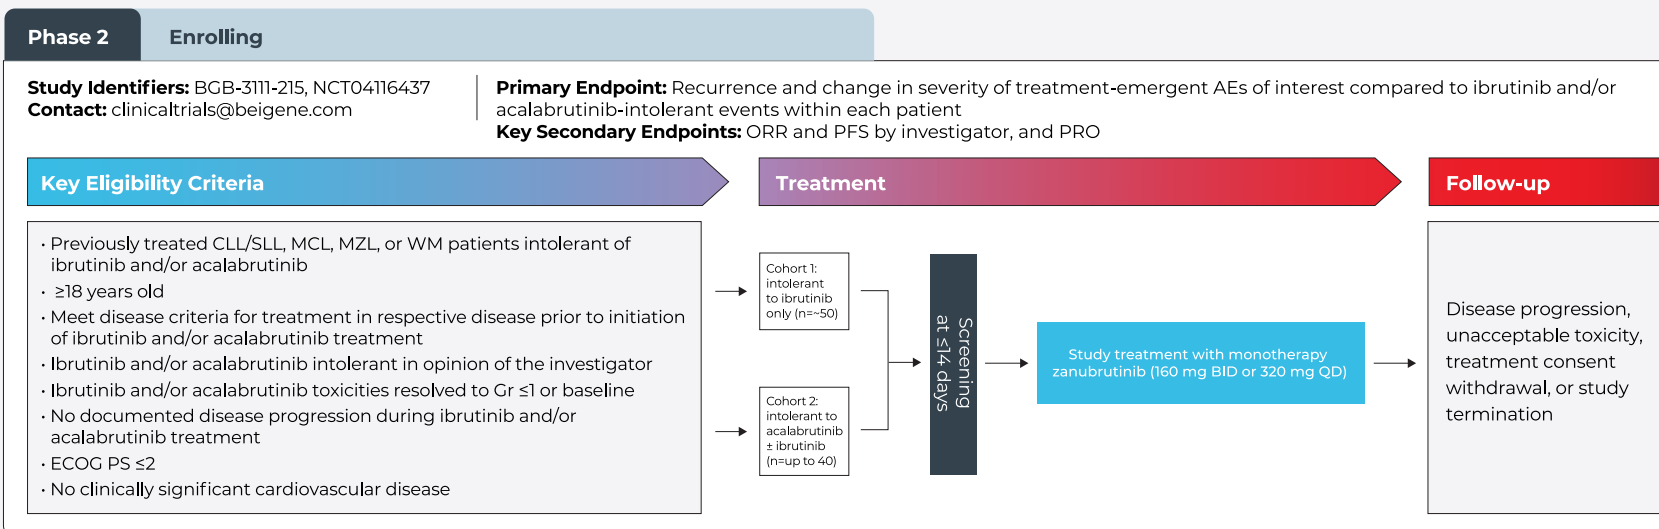 Phase 2
Enrolling
Study Identifiers: BGB-3111-215, NCT04116437
Contact: clinicaltrials@beigene.com
Primary Endpoint: Recurrence and change in severity of treatment-emergent AEs of interest compared to ibrutinib and/or
acalabrutinib-intolerant events within each patient
Key Secondary Endpoints: ORR and PFS by investigator, and PRO
Key Eligibility Criteria
· Previously treated CLL/SLL, MCL, MZL, or WM patients intolerant of
ibrutinib and/or acalabrutinib
· ≥18 years old
· Meet disease criteria for treatment in respective disease prior to initiation
of ibrutinib and/or acalabrutinib treatment
· Ibrutinib and/or acalabrutinib intolerant in opinion of the investigator
· Ibrutinib and/or acalabrutinib toxicities resolved to Gr ≤1 or baseline
· No documented disease progression during ibrutinib and/or
acalabrutinib treatment
· ECOG PS ≤2
· No clinically significant cardiovascular disease
Treatment
Cohort 1:
intolerant
to ibrutinib
only (n=~50)
Cohort 2:
intolerant to
acalabrutinib
± ibrutinib
(n=up to 40)
Screening
at ≤14 days
Study treatment with monotherapy
zanubrutinib (160 mg BID or 320 mg QD)
Follow-up
Disease progression,
unacceptable toxicity,
treatment consent
withdrawal, or study
termination